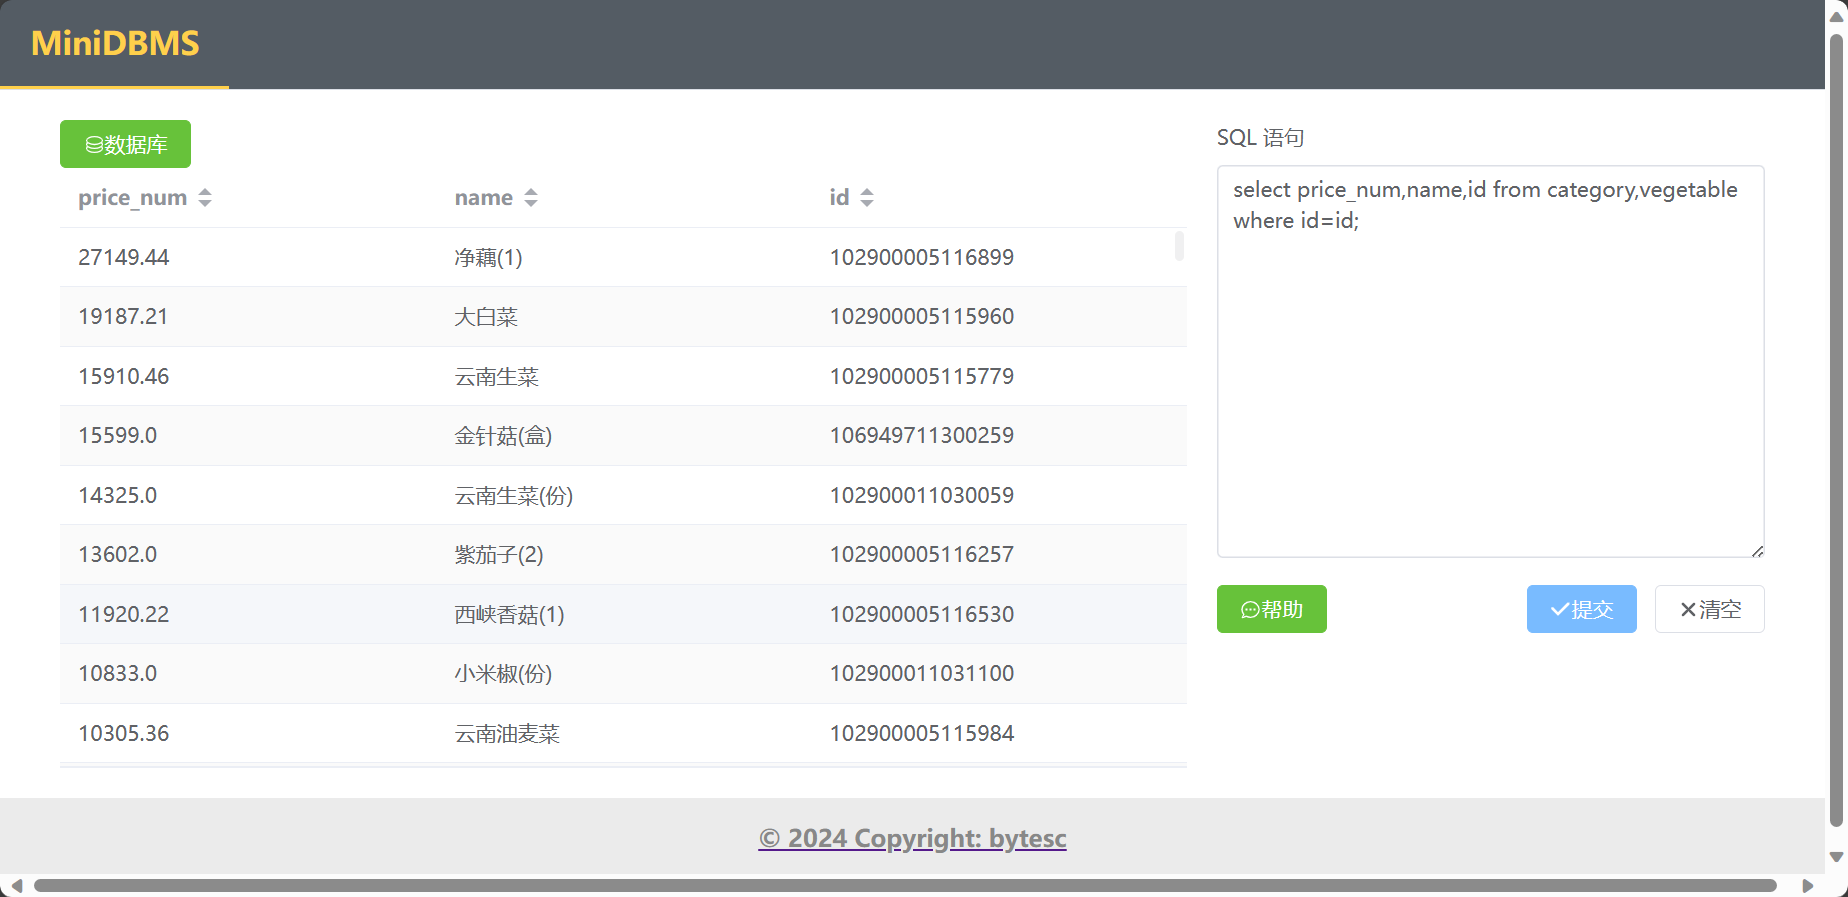 MiniDBMS
数据库
price_num name id
27149.44 净藕(1) 102900005116899
19187.21 大白菜 102900005115960
15910.46 云南生菜 102900005115779
15599.0 金针菇(盒) 106949711300259
14325.0 云南生菜(份) 102900011030059
13602.0 紫茄子(2) 102900005116257
11920.22 西峡香菇(1) 102900005116530
10833.0 小米椒(份) 102900011031100
10305.36 云南油麦菜 102900005115984
SQL 语句
select price_num,name,id from category,vegetable
where id=id;
帮助 提交 清空
© 2024 Copyright: bytesc